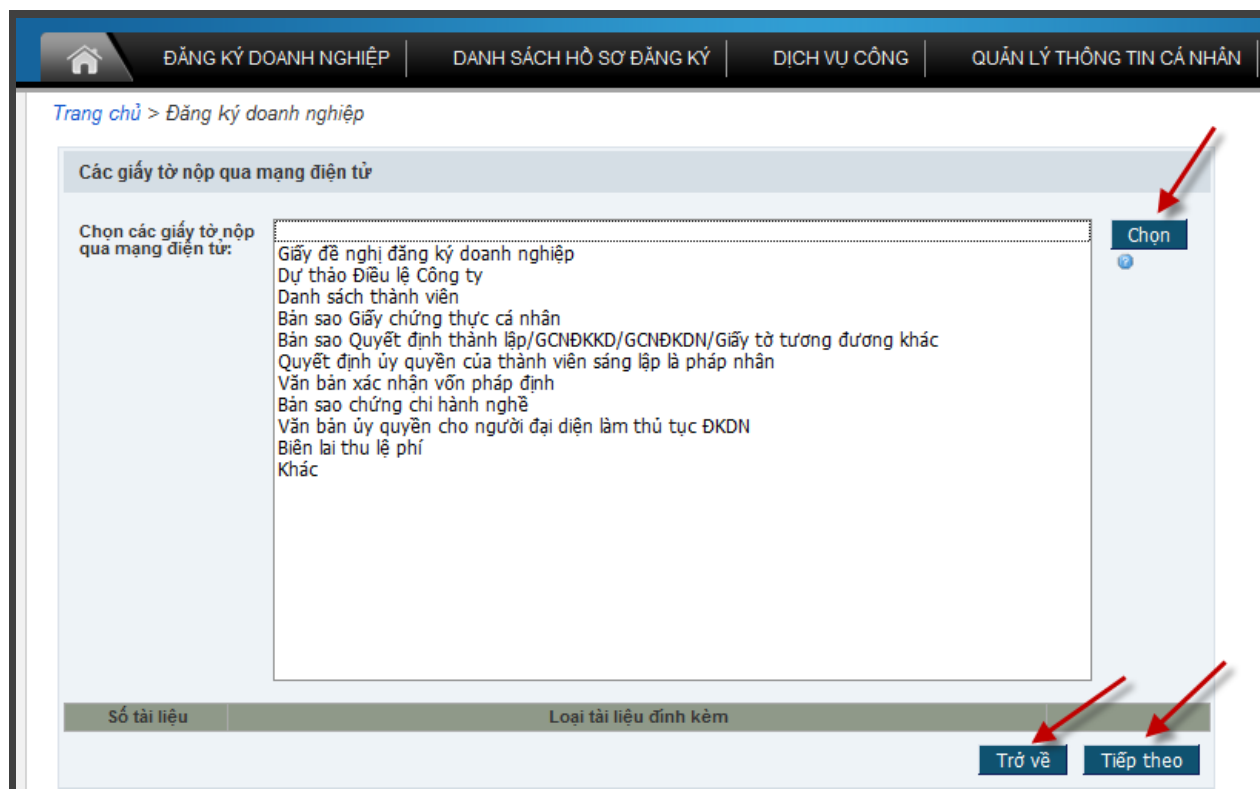 ĐĂNG KÝ DOANH NGHIỆP DANH SÁCH HỒ SƠ ĐĂNG KÝ DỊCH VỤ CÔNG QUẢN LÝ THÔNG TIN CÁ NHÂN
Trang chủ > Đăng ký doanh nghiệp
Các giấy tờ nộp qua mạng điện tử
Chọn các giấy tờ nộp
qua mạng điện tử:
Chọn
Giấy đề nghị đăng ký doanh nghiệp
Dự thảo Điều lệ Công ty
Danh sách thành viên
Bản sao Giấy chứng thực cá nhân
Bản sao Quyết định thành lập/GCNĐKKD/GCNĐKDN/Giấy tờ tương đương khác
Quyết định ủy quyền của thành viên sáng lập là pháp nhân
Văn bản xác nhận vốn pháp định
Bản sao chứng chỉ hành nghề
Văn bản ủy quyền cho người đại diện làm thủ tục ĐKDN
Biên lai thu lệ phí
Khác
Số tài liệu Loại tài liệu đính kèm
Trở về Tiếp theo